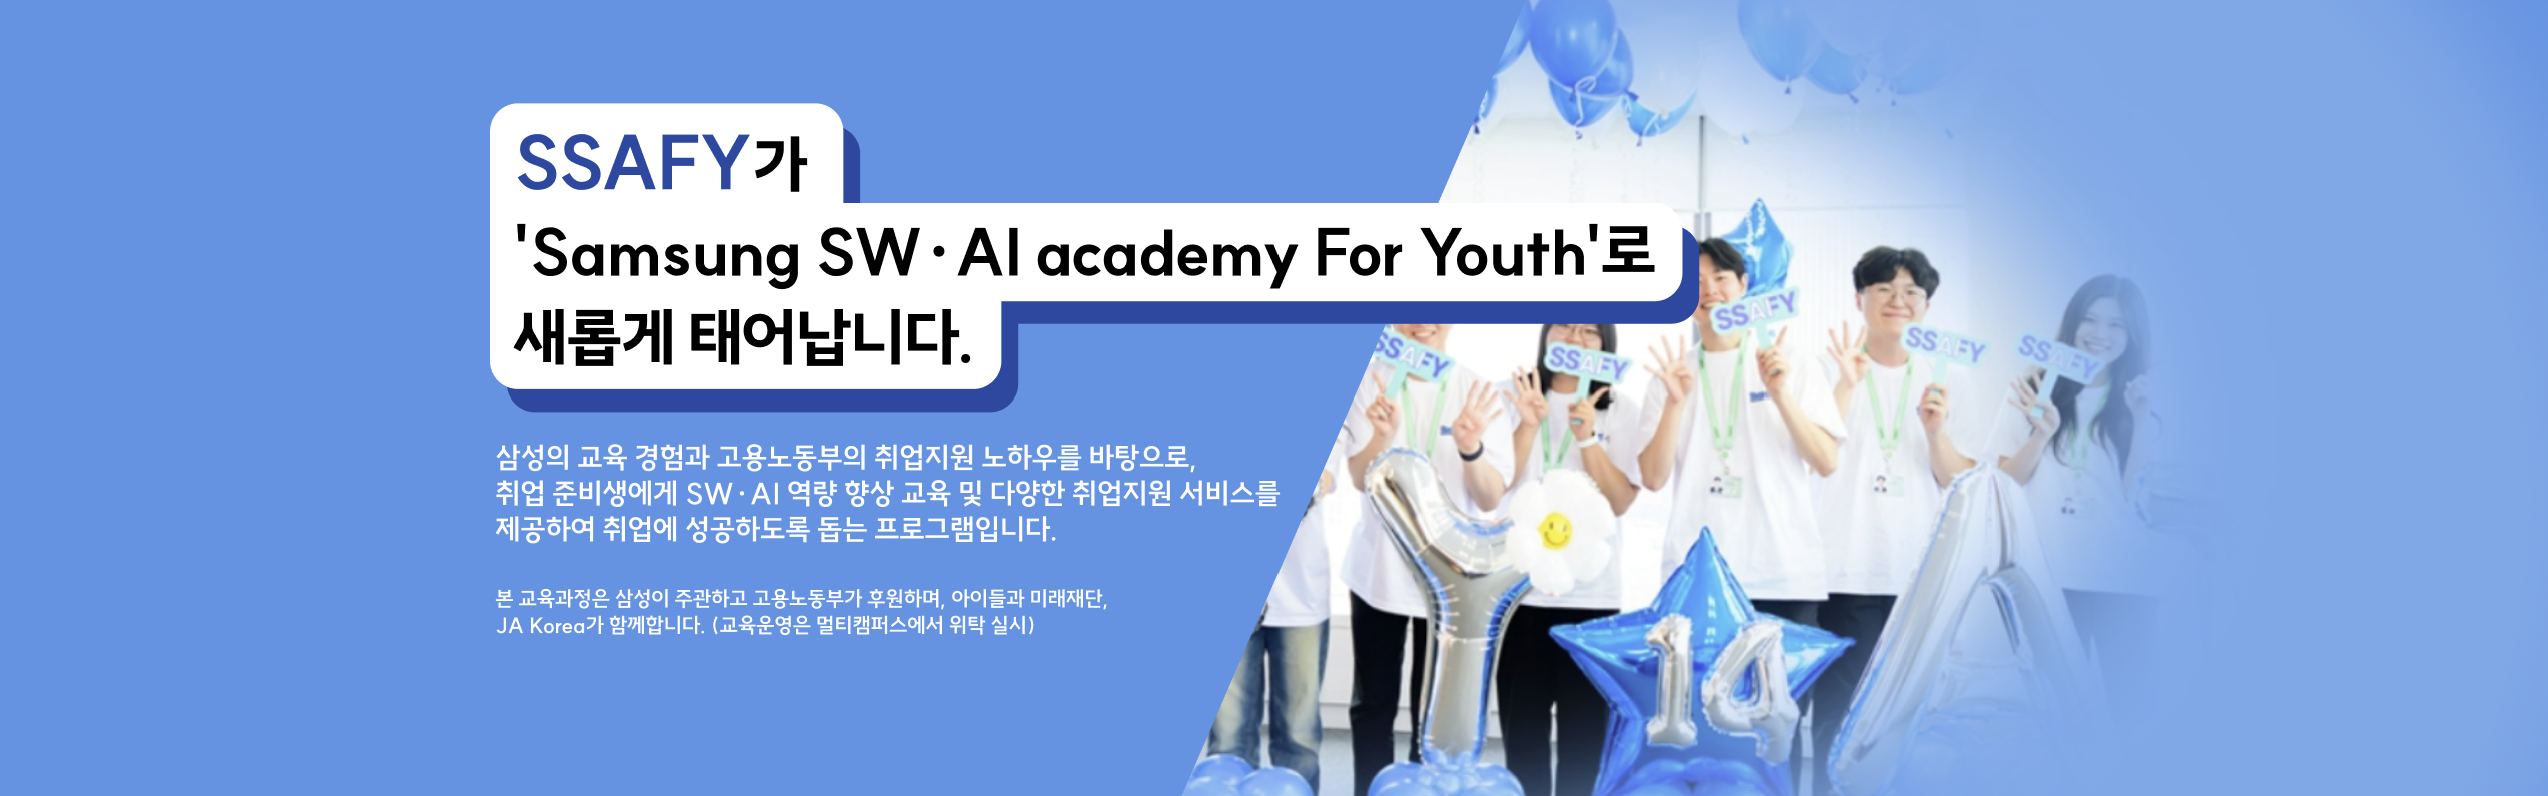 SSAFY가
'Samsung SW·AI academy For Youth'로
새롭게 태어납니다.
삼성의 교육 경험과 고용노동부의 취업지원 노하우를 바탕으로,
취업 준비생에게 SW·AI 역량 향상 교육 및 다양한 취업지원 서비스를
제공하여 취업에 성공하도록 돕는 프로그램입니다.
본 교육과정은 삼성이 주관하고 고용노동부가 후원하며, 아이들과 미래재단,
JA Korea가 함께합니다. (교육운영은 멀티캠퍼스에서 위탁 실시)
SSAFY
SSAFY
SSAFY
SSAFY
SSAFY
Y
14
A